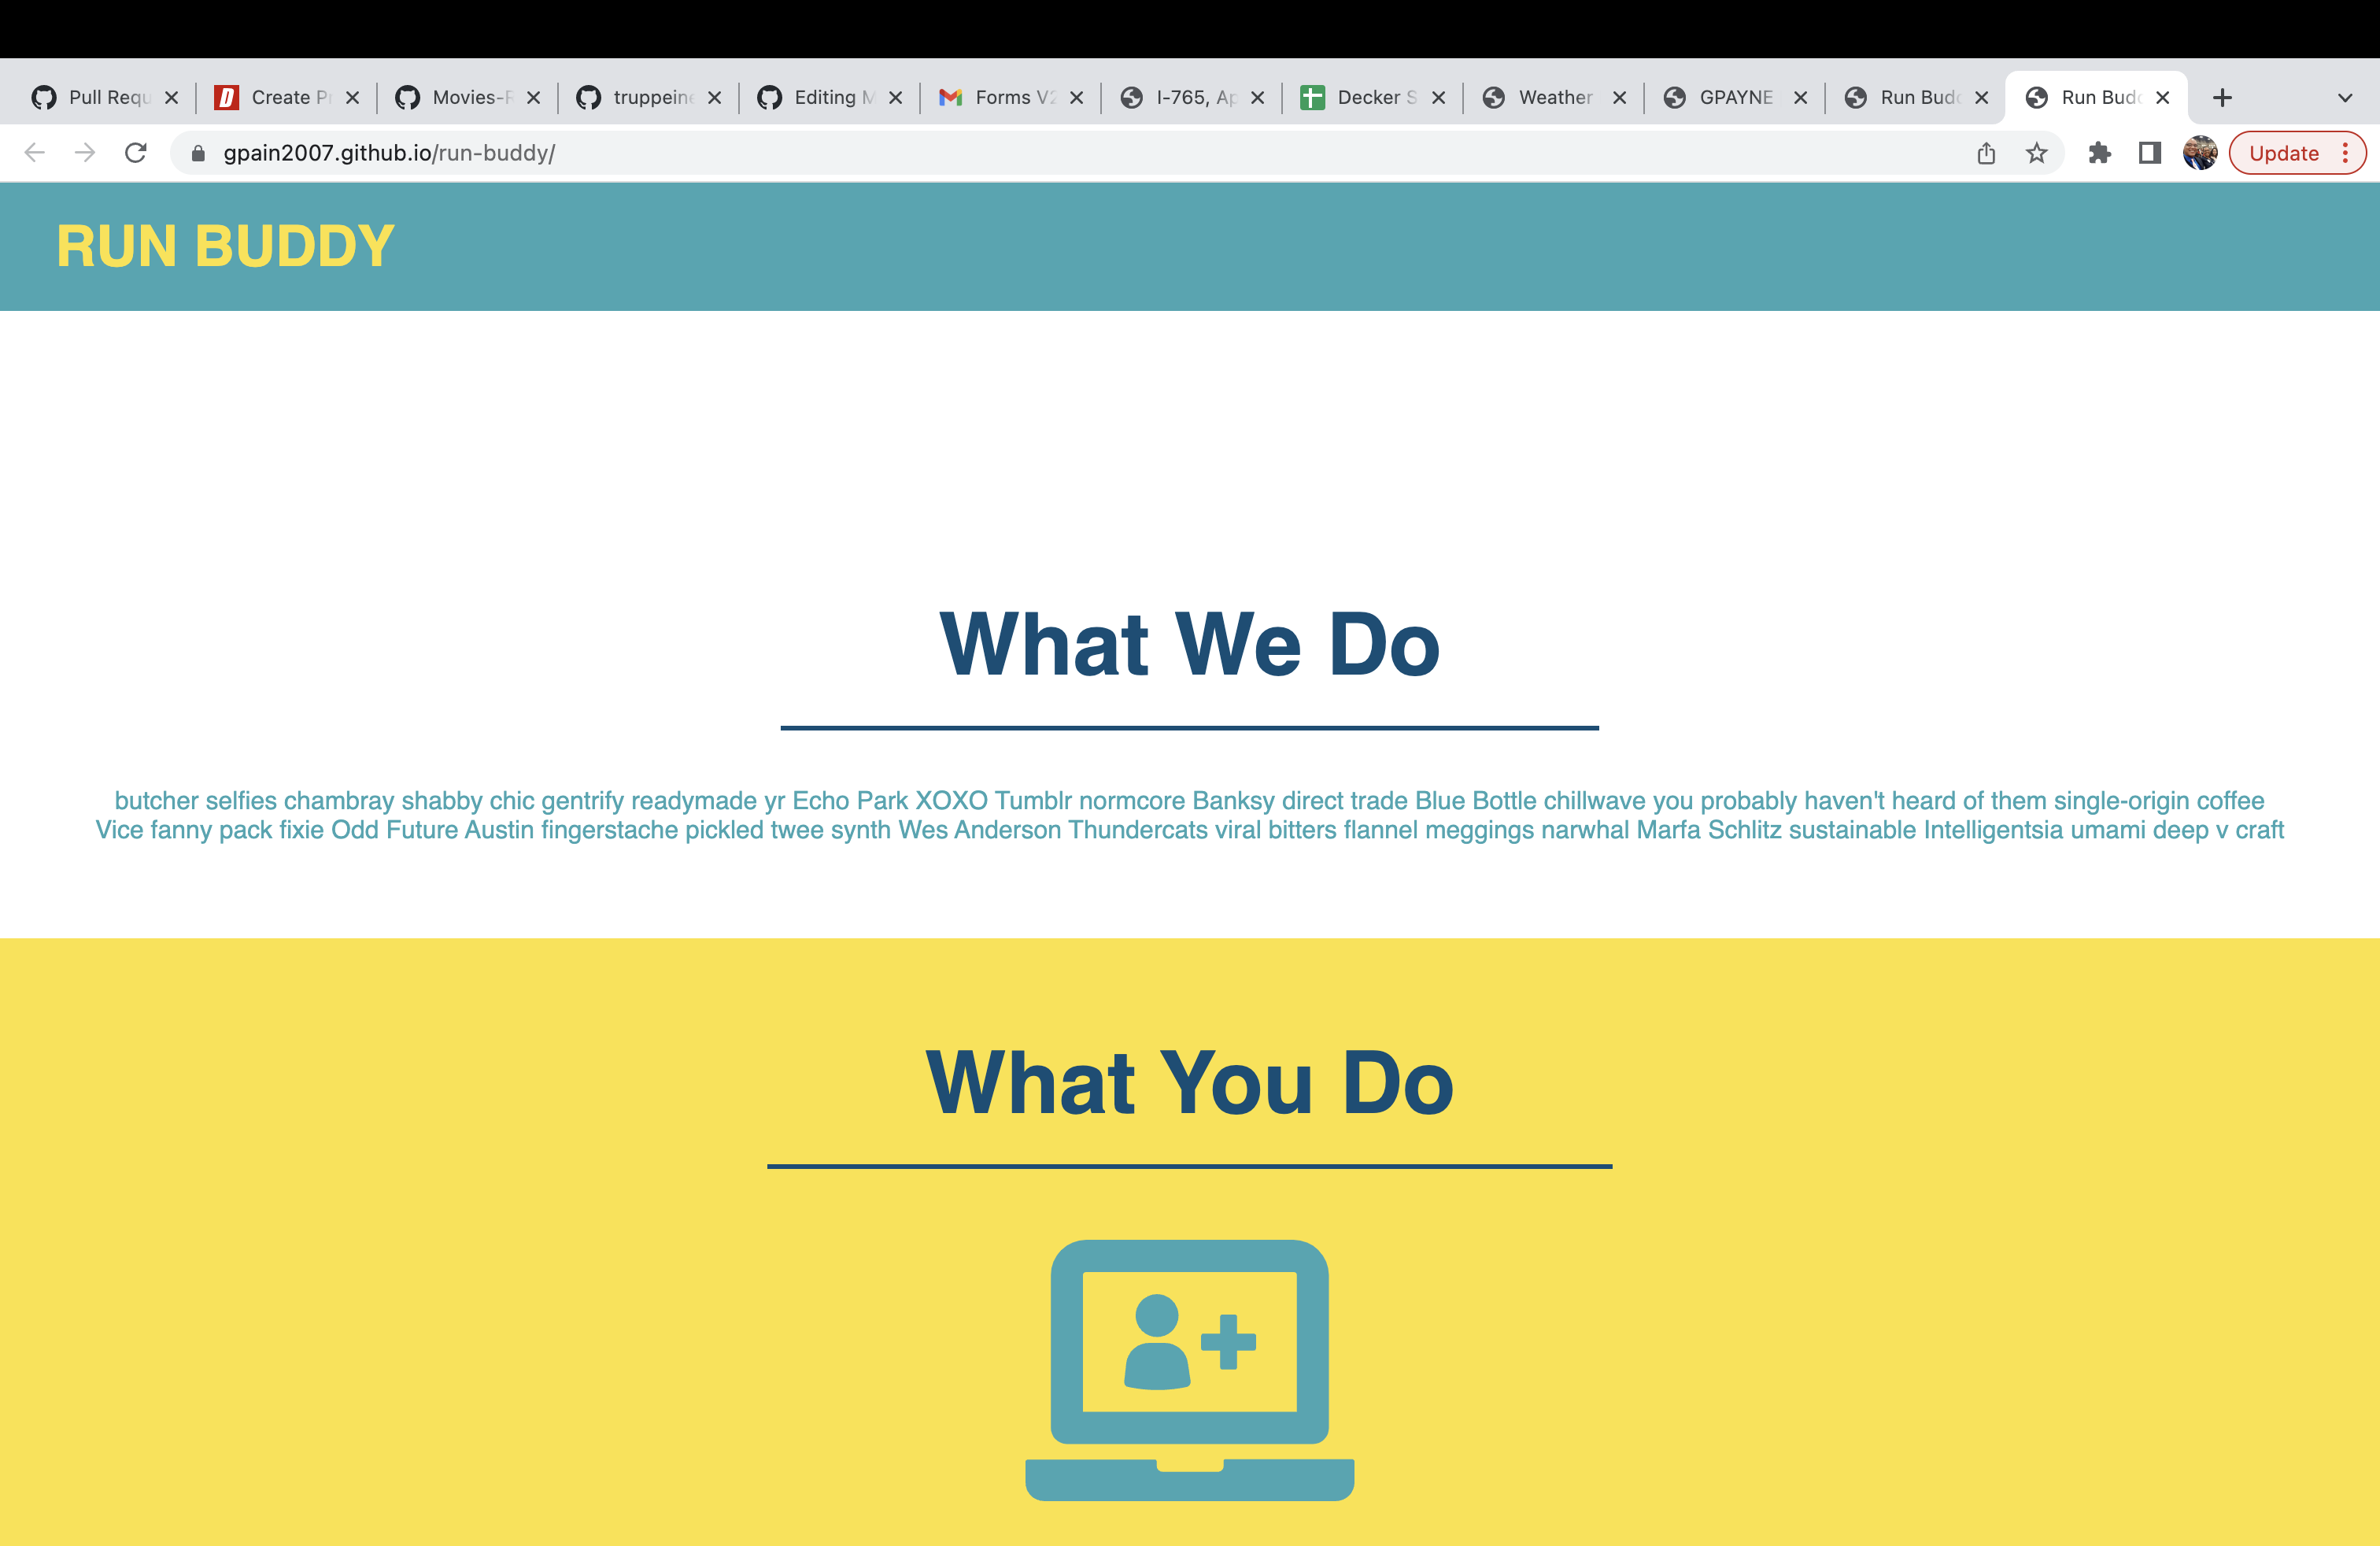 Pull Requ
Create Pr
Movies-R
truppein
Editing M
Forms V2
I-765, Ap
Decker S
Weather
GPAYNE
Run Budd
Run Budd
gpain2007.github.io/run-buddy/
Update
RUN BUDDY
What We Do
butcher selfies chambray shabby chic gentrify readymade yr Echo Park XOXO Tumblr normcore Banksy direct trade Blue Bottle chillwave you probably haven't heard of them single-origin coffee
Vice fanny pack fixie Odd Future Austin fingerstache pickled twee synth Wes Anderson Thundercats viral bitters flannel meggings narwhal Marfa Schlitz sustainable Intelligentsia umami deep v craft
What You Do